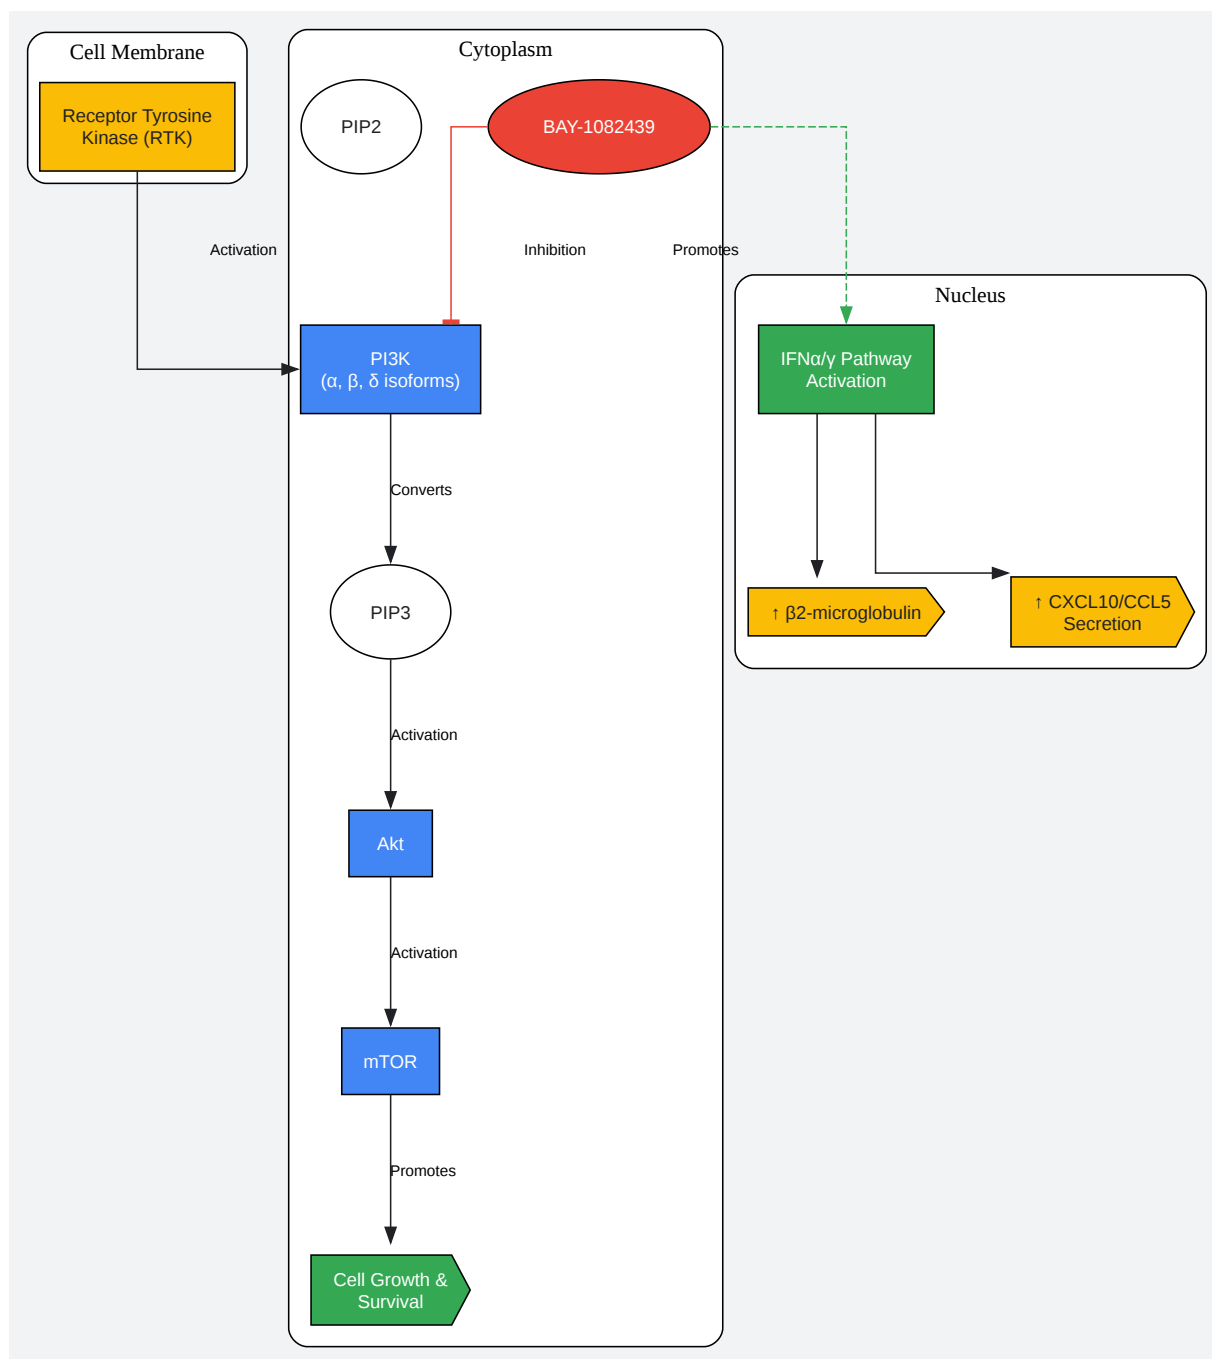 Cell Membrane
Receptor Tyrosine
Kinase (RTK)
Cytoplasm
PIP2
BAY-1082439
Activation
Inhibition
Promotes
Nucleus
PI3K
(α, β, δ isoforms)
IFNα/γ Pathway
Activation
Converts
PIP3
↑ β2-microglobulin
↑ CXCL10/CCL5
Secretion
Activation
Akt
Activation
mTOR
Promotes
Cell Growth &
Survival